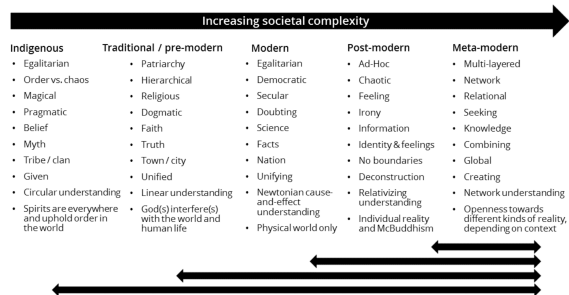 Increasing societal complexity
Indigenous
• Egalitarian
• Order vs. chaos
• Magical
• Pragmatic
• Belief
• Myth
• Tribe / clan
• Given
• Circular understanding
• Spirits are everywhere
and uphold order in
the world
Traditional / pre-modern
• Patriarchy
• Hierarchical
• Religious
• Dogmatic
• Faith
• Truth
• Town / city
• Unified
• Linear understanding
• God(s) interfere(s)
with the world and
human life
Modern
• Egalitarian
• Democratic
• Secular
• Doubting
• Science
• Facts
• Nation
• Unifying
• Newtonian cause-
and-effect
understanding
• Physical world only
Post-modern
• Ad-Hoc
• Chaotic
• Feeling
• Irony
• Information
• Identity & feelings
• No boundaries
• Deconstruction
• Relativizing
understanding
• Individual reality
and McBuddhism
Meta-modern
• Multi-layered
• Network
• Relational
• Seeking
• Knowledge
• Combining
• Global
• Creating
• Network understanding
• Openness towards
different kinds of reality,
depending on context